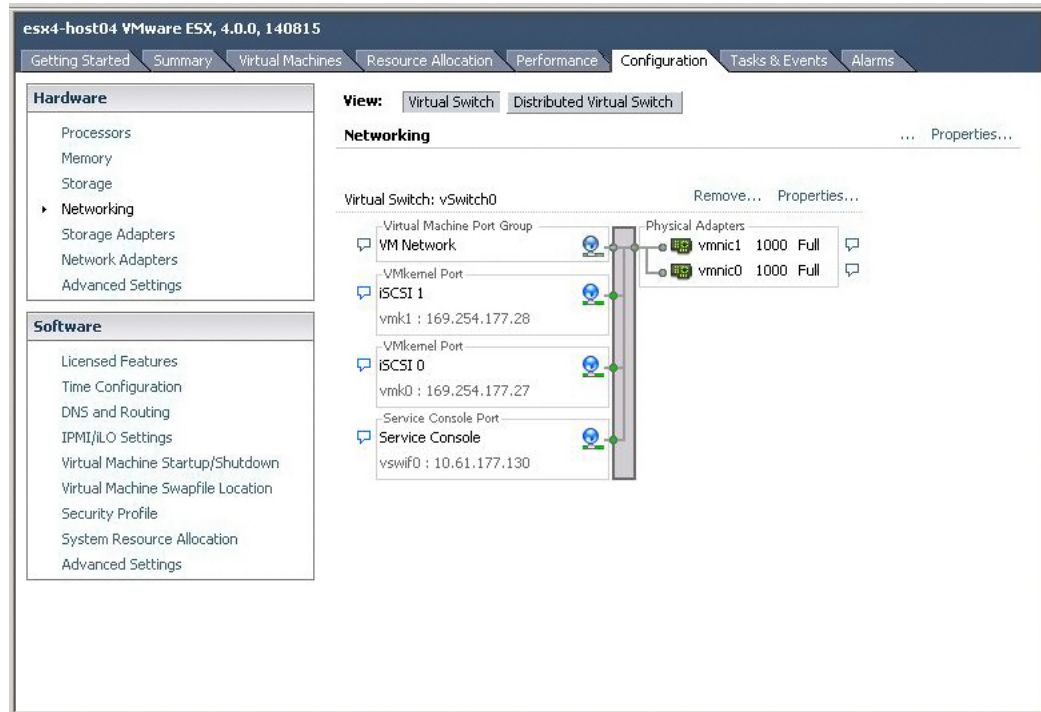 esx4-host04 VMware ESX, 4.0.0, 140815
Getting Started Summary Virtual Machines Resource Allocation Performance Configuration Tasks & Events Alarms
Hardware
Processors
Memory
Storage
Networking
Storage Adapters
Network Adapters
Advanced Settings
Software
Licensed Features
Time Configuration
DNS and Routing
IPMI/iLO Settings
Virtual Machine Startup/Shutdown
Virtual Machine Swapfile Location
Security Profile
System Resource Allocation
Advanced Settings
View: Virtual Switch Distributed Virtual Switch
Networking ... Properties...
Virtual Switch: vSwitch0 Remove... Properties...
Virtual Machine Port Group
VM Network
VMkernel Port
iSCSI 1
vmk1 : 169.254.177.28
VMkernel Port
iSCSI 0
vmk0 : 169.254.177.27
Service Console Port
Service Console
vswif0 : 10.61.177.130
Physical Adapters
vmnic1 1000 Full
vmnic0 1000 Full